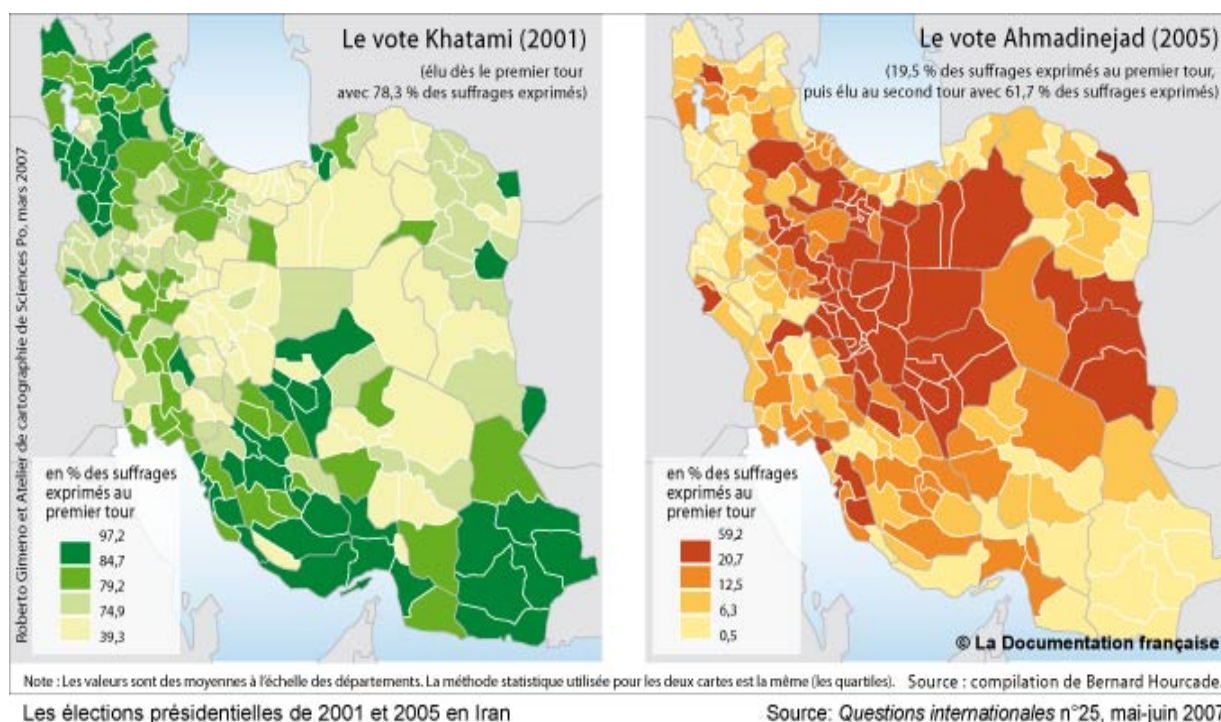 Le vote Khatami (2001)
(élu dès le premier tour
avec 78,3 % des suffrages exprimés)
en % des suffrages
exprimés au
premier tour
97,2
84,7
79,2
74,9
39,3
Roberto Gimeno et Atelier de cartographie de Sciences Po, mars 2007
Le vote Ahmadinejad (2005)
(19,5 % des suffrages exprimés au premier tour,
puis élu au second tour avec 61,7 % des suffrages exprimés)
en % des suffrages
exprimés au
premier tour
59,2
20,7
12,5
6,3
0,5
© La Documentation française
Note : Les valeurs sont des moyennes à l'échelle des départements. La méthode statistique utilisée pour les deux cartes est la même (les quartiles). Source : compilation de Bernard Hourcade.
Les élections présidentielles de 2001 et 2005 en Iran
Source: Questions internationales n°25, mai-juin 2007